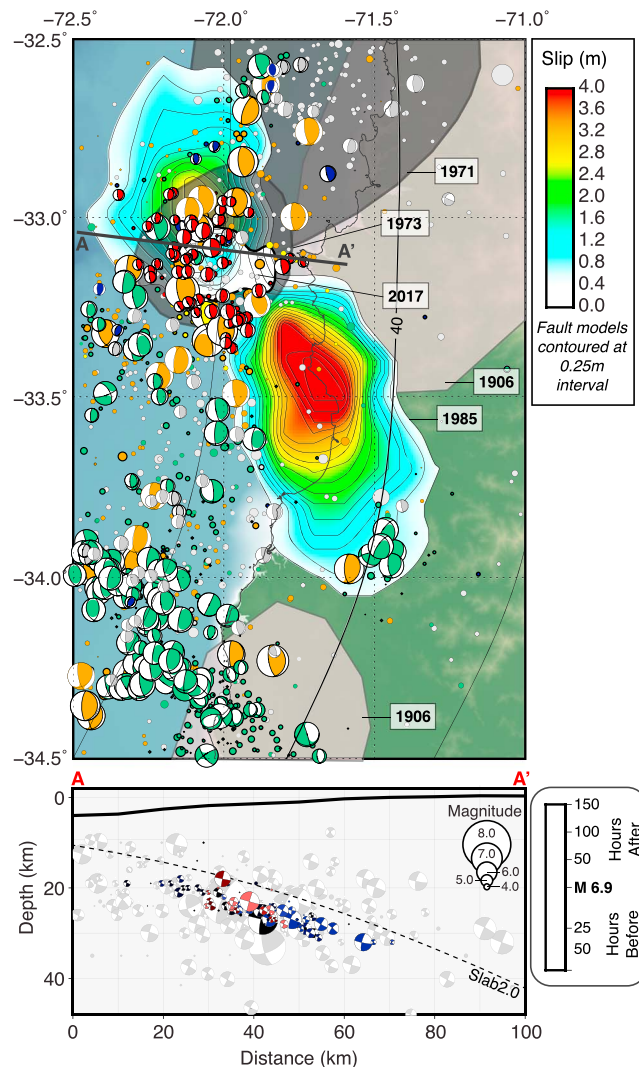 −72.5° −72.0° −71.5° −71.0°
−32.5°
−33.0°
−33.5°
−34.0°
−34.5°
A
A'
1971
1973
2017
40
1906
1985
1906
Slip (m)
4.0
3.6
3.2
2.8
2.4
2.0
1.6
1.2
0.8
0.4
0.0
Fault models
contoured at
0.25m
interval
A A’
0
20
40
Depth (km)
Magnitude
8.0
7.0
6.0
5.0
4.0
Slab2.0
0 20 40 60 80 100
Distance (km)
150
100
50
M 6.9
25
50
Hours
After
Hours
Before